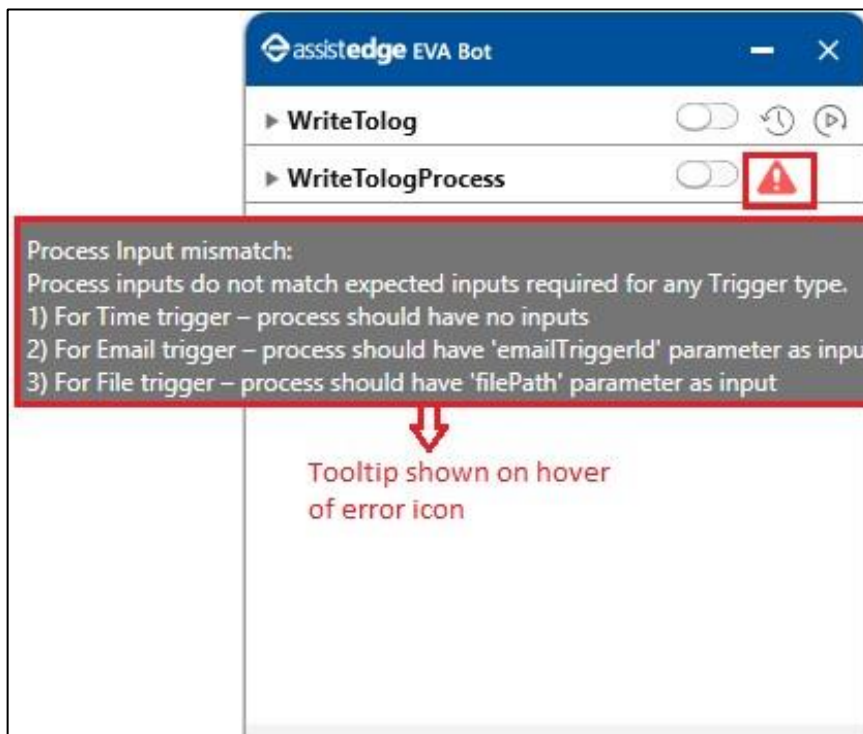 assistedge EVA Bot
WriteTolog
WriteTologProcess
Process Input mismatch:
Process inputs do not match expected inputs required for any Trigger type.
1) For Time trigger – process should have no inputs
2) For Email trigger – process should have 'emailTriggerId' parameter as inpu
3) For File trigger – process should have 'filePath' parameter as input
Tooltip shown on hover
of error icon